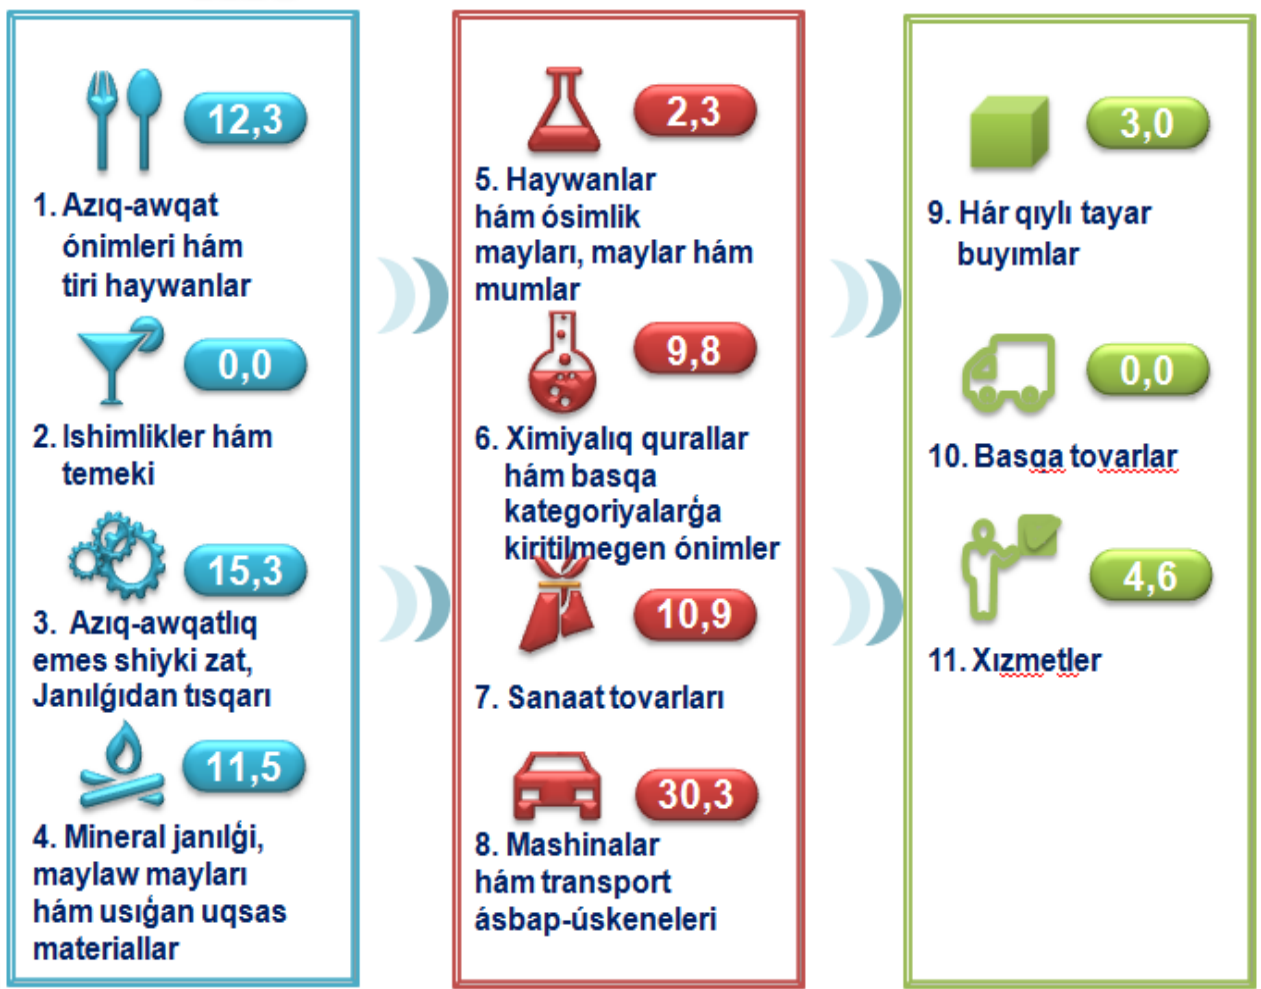 12,3
1. Azıq-awqat
ónimleri hám
tiri haywanlar
0,0
2. Ishimlikler hám
temeki
15,3
3. Azıq-awqatlıq
emes shiyki zat,
Janılǵıdan tısqarı
11,5
4. Mineral janılǵi,
maylaw mayları
hám usıǵan uqsas
materiallar
2,3
5. Haywanlar
hám ósimlik
mayları, maylar hám
mumlar
9,8
6. Ximiyalıq qurallar
hám basqa
kategoriyalarǵa
kiritilmegen ónimler
10,9
7. Sanaat tovarları
30,3
8. Mashinalar
hám transport
ásbap-úskeneleri
3,0
9. Hár qıylı tayar
buyımlar
0,0
10. Basqa tovarlar
4,6
11. Xızmetler